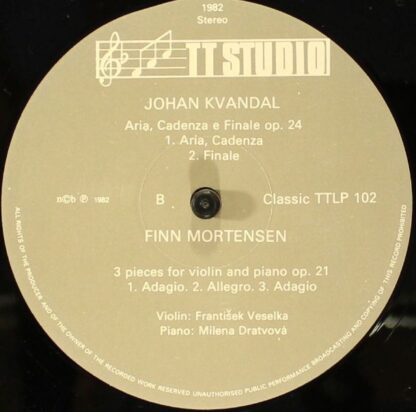 1982
Stereo
TT STUDIO
JOHAN KVANDAL
Aria, Cadenza e Finale op. 24
1. Aria, Cadenza
2. Finale
n©b ℗ 1982
B
Classic TTLP 102
FINN MORTENSEN
3 pieces for violin and piano op. 21
1. Adagio. 2. Allegro. 3. Adagio
Violin: František Veselka
Piano: Milena Dratvová
ALL RIGHTS OF THE PRODUCER AND OF THE OWNER OF THE RECORDED WORK RESERVED UNAUTHORISED PUBLIC PERFORMANCE BROADCASTING AND COPYING OF THIS RECORD PROHIBITED